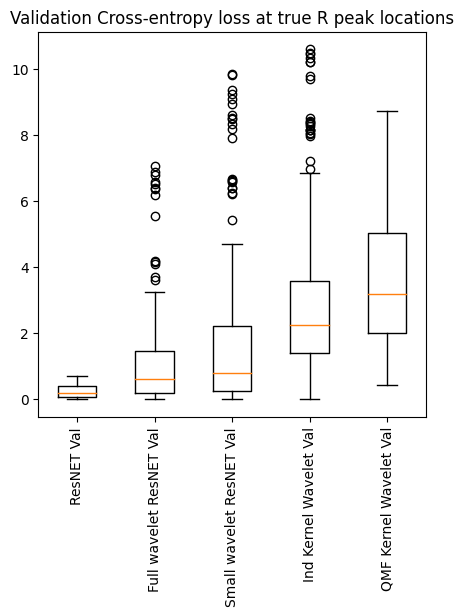 Validation Cross-entropy loss at true R peak locations
10
8
6
4
2
0
ResNET Val
Full wavelet ResNET Val
Small wavelet ResNET Val
Ind Kernel Wavelet Val
QMF Kernel Wavelet Val